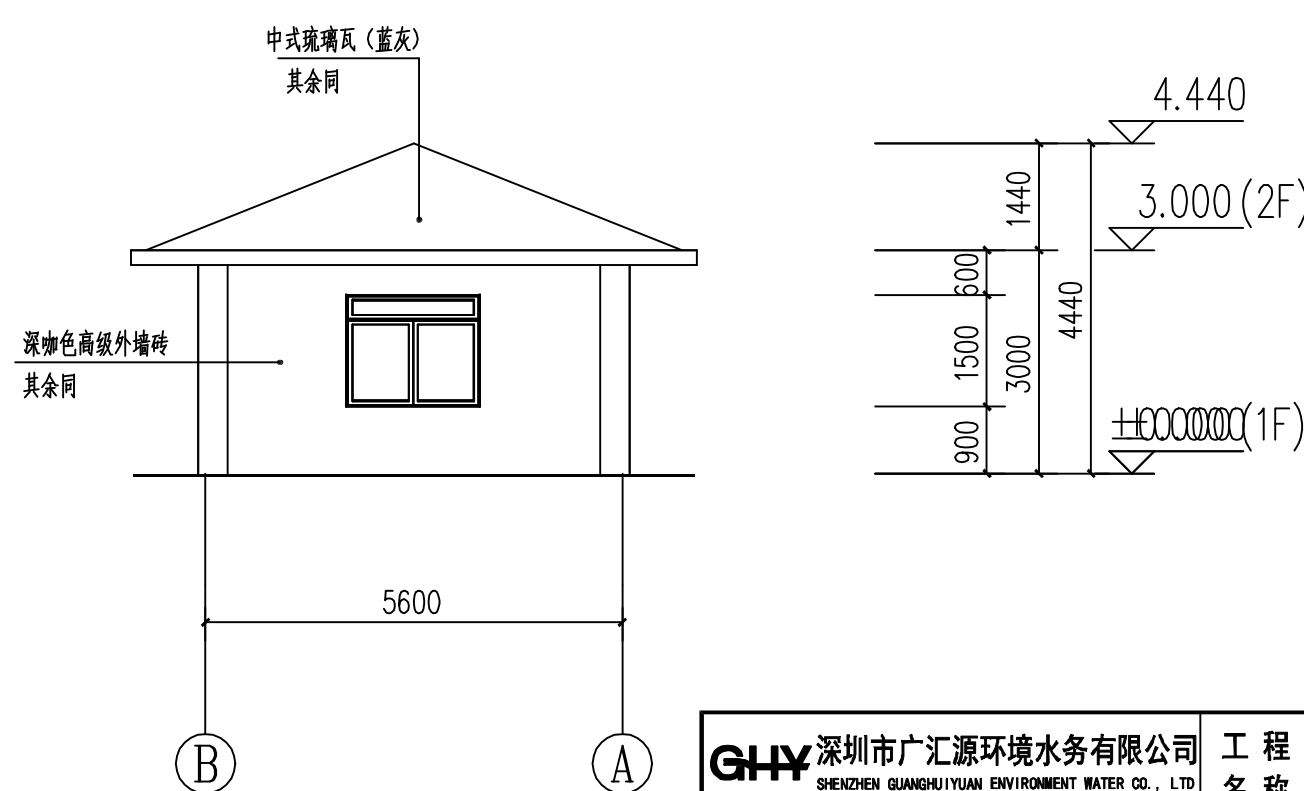 中式琉璃瓦（蓝灰）
其余同
深咖色高级外墙砖
其余同
4.440
3.000(2F)
(1F)
1440
600
1500
900
3000
4440
5600
B
A
GHY
深圳市广汇源环境水务有限公司
SHENZHEN GUANGHUIYUAN ENVIRONMENT WATER CO., LTD
工程
名称